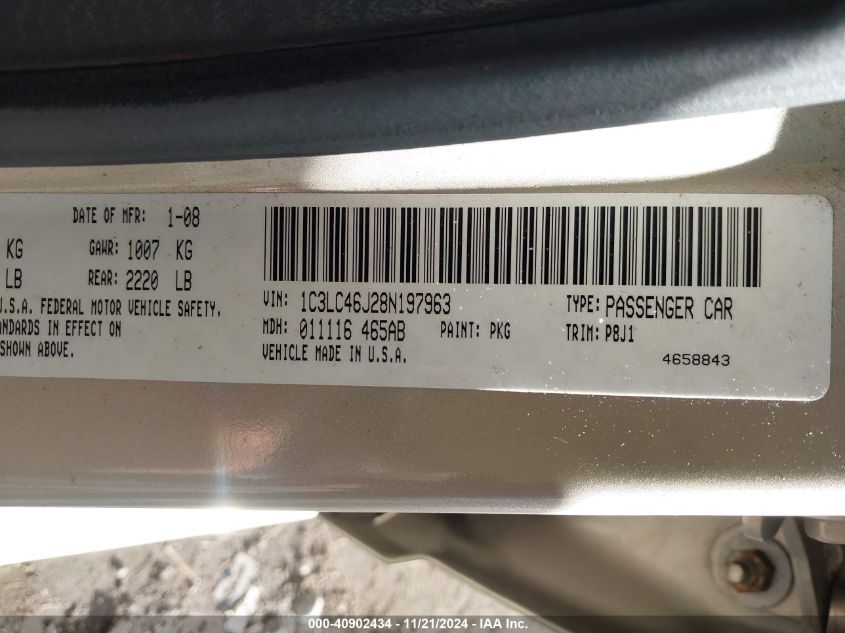 DATE OF MFR: 1-08
KG GAWR: 1007 KG
LB REAR: 2220 LB
U.S.A. FEDERAL MOTOR VEHICLE SAFETY,
ANDARDS IN EFFECT ON
SHOWN ABOVE.
VIN: 1C3LC46J28N197963 TYPE: PASSENGER CAR
MDH: 011116 465AB PAINT: PKG TRIM: P8J1
VEHICLE MADE IN U.S.A. 4658843
000-40902434 - 11/21/2024 - IAA Inc.